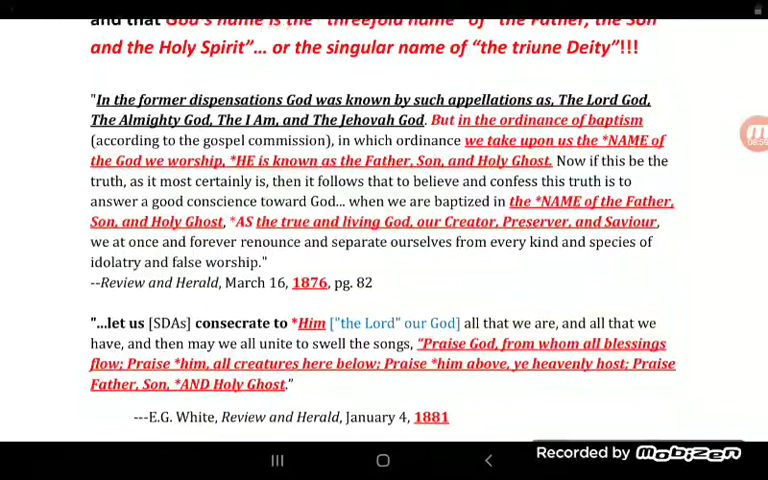 and that God's name is the "threefold name" of "the Father, the Son
and the Holy Spirit"... or the singular name of "the triune Deity"!!!
"In the former dispensations God was known by such appellations as, The Lord God,
The Almighty God, The I Am, and The Jehovah God. But in the ordinance of baptism
(according to the gospel commission), in which ordinance we take upon us the *NAME of
the God we worship, *HE is known as the Father, Son, and Holy Ghost. Now if this be the
truth, as it most certainly is, then it follows that to believe and confess this truth is to
answer a good conscience toward God... when we are baptized in the *NAME of the Father,
Son, and Holy Ghost, *AS the true and living God, our Creator, Preserver, and Saviour,
we at once and forever renounce and separate ourselves from every kind and species of
idolatry and false worship."
--Review and Herald, March 16, 1876, pg. 82
"...let us [SDAs] consecrate to *Him ["the Lord" our God] all that we are, and all that we
have, and then may we all unite to swell the songs, "Praise God, from whom all blessings
flow; Praise *him, all creatures here below; Praise *him above, ye heavenly host; Praise
Father, Son, *AND Holy Ghost."
---E.G. White, Review and Herald, January 4, 1881
Recorded by Mobizen